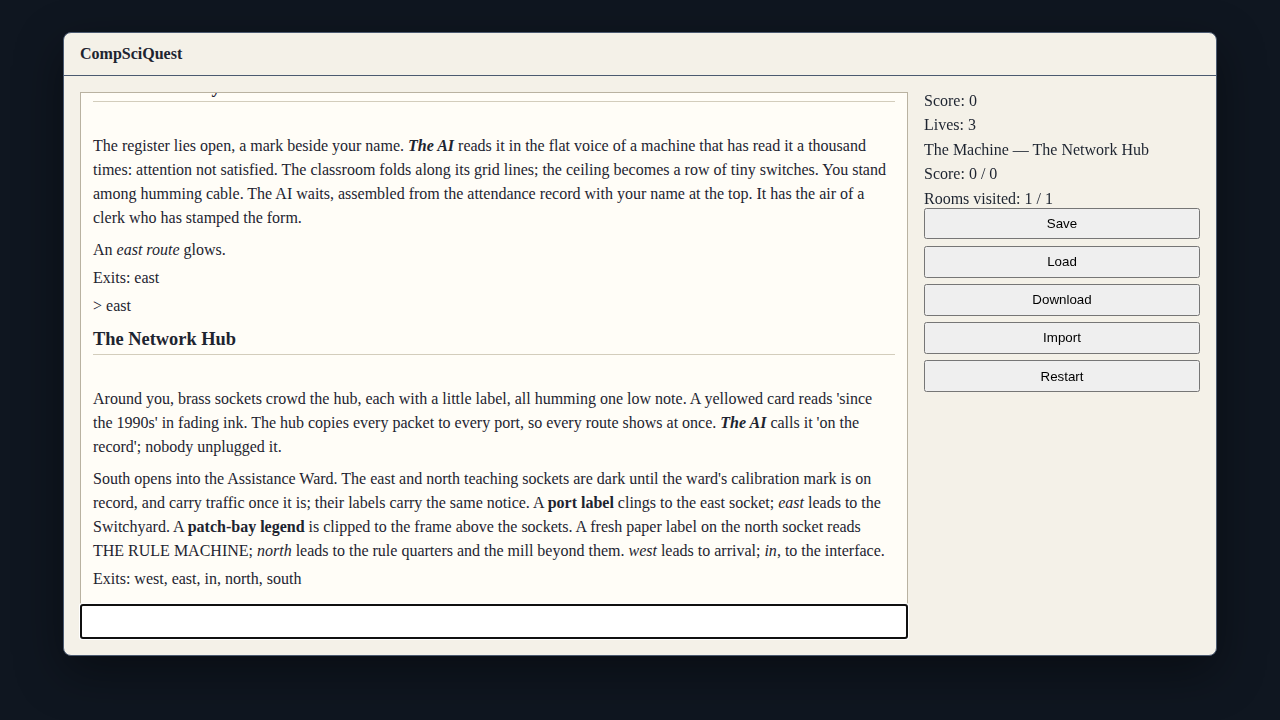 CompSciQuest
The register lies open, a mark beside your name. The AI reads it in the flat voice of a machine that has read it a thousand
times: attention not satisfied. The classroom folds along its grid lines; the ceiling becomes a row of tiny switches. You stand
among humming cable. The AI waits, assembled from the attendance record with your name at the top. It has the air of a
clerk who has stamped the form.
An east route glows.
Exits: east
> east
The Network Hub
Around you, brass sockets crowd the hub, each with a little label, all humming one low note. A yellowed card reads 'since
the 1990s' in fading ink. The hub copies every packet to every port, so every route shows at once. The AI calls it 'on the
record'; nobody unplugged it.
South opens into the Assistance Ward. The east and north teaching sockets are dark until the ward's calibration mark is on
record, and carry traffic once it is; their labels carry the same notice. A port label clings to the east socket; east leads to the
Switchyard. A patch-bay legend is clipped to the frame above the sockets. A fresh paper label on the north socket reads
THE RULE MACHINE; north leads to the rule quarters and the mill beyond them. west leads to arrival; in, to the interface.
Exits: west, east, in, north, south
Score: 0
Lives: 3
The Machine — The Network Hub
Score: 0 / 0
Rooms visited: 1 / 1
Save
Load
Download
Import
Restart